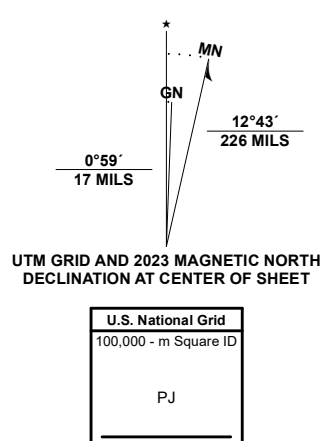 ★
MN
GN
12°43´
226 MILS
0°59´
17 MILS
UTM GRID AND 2023 MAGNETIC NORTH
DECLINATION AT CENTER OF SHEET
U.S. National Grid
100,000 - m Square ID
PJ